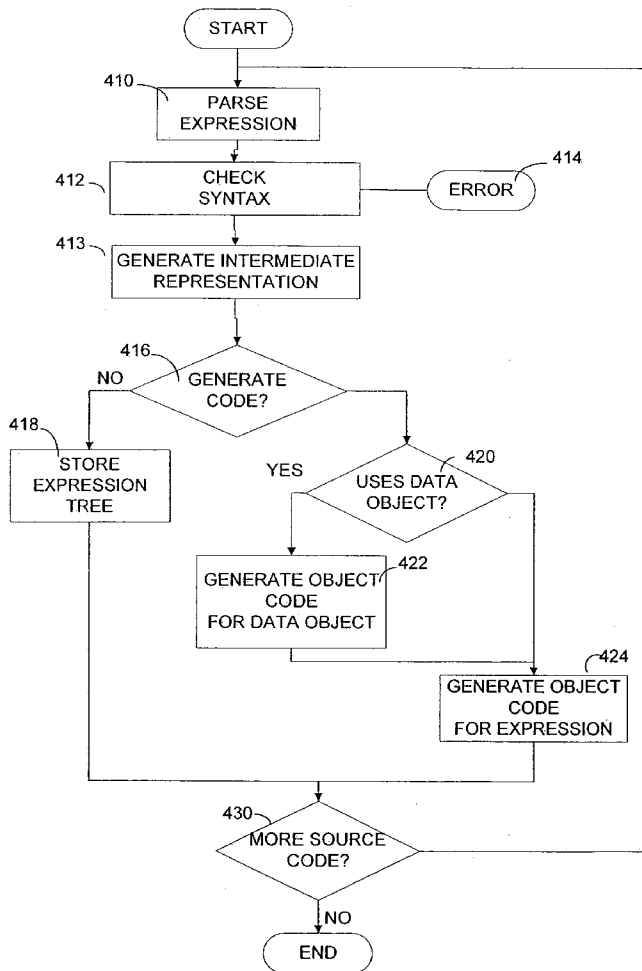 START
410
PARSE
EXPRESSION
412
CHECK
SYNTAX
414
ERROR
413
GENERATE INTERMEDIATE
REPRESENTATION
416
NO
GENERATE
CODE?
418
STORE
EXPRESSION
TREE
YES
420
USES DATA
OBJECT?
422
GENERATE OBJECT
CODE
FOR DATA OBJECT
424
GENERATE OBJECT
CODE
FOR EXPRESSION
430
MORE SOURCE
CODE?
NO
END